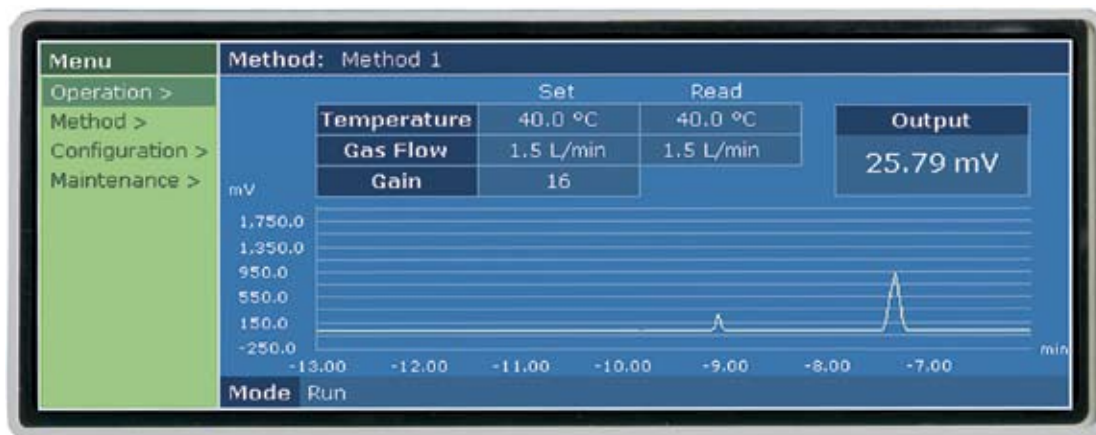 Menu
Operation >
Method >
Configuration >
Maintenance >
Method: Method 1
Set Read
Temperature 40.0 ºC 40.0 ºC
Gas Flow 1.5 L/min 1.5 L/min
Gain 16
Output
25.79 mV
mV
1,750.0
1,350.0
950.0
550.0
150.0
-250.0
-13.00 -12.00 -11.00 -10.00 -9.00 -8.00 -7.00
min
Mode Run